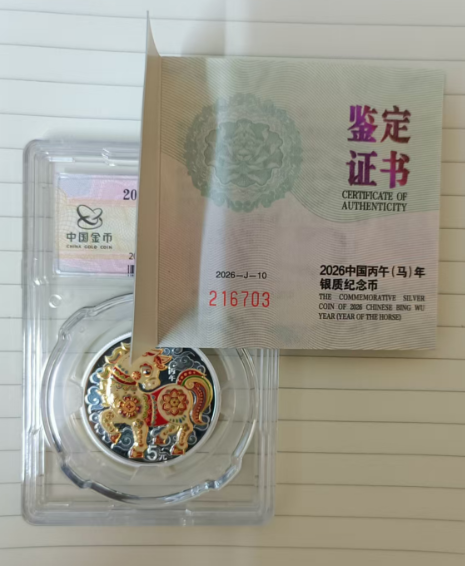 鉴定
证书
CERTIFICATE OF
AUTHENTICITY
2026—J—10
216703
2026中国丙午(马)年
银质纪念币
THE COMMEMORATIVE SILVER
COIN OF 2026 CHINESE BING WU
YEAR (YEAR OF THE HORSE)
20
中国金币
CHINA GOLD COIN
20
5元